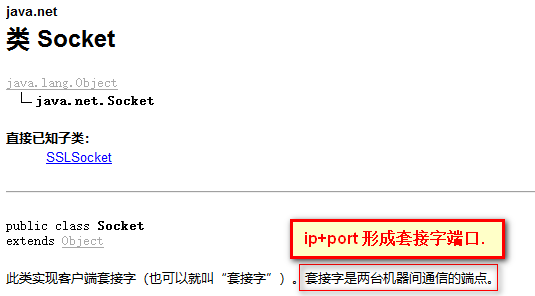 java.net
类 Socket
java.lang.Object
java.net.Socket
直接已知子类：
SSLSocket
public class Socket
extends Object
ip+port 形成套接字端口.
此类实现客户端套接字（也可以就叫“套接字”）。套接字是两台机器间通信的端点。